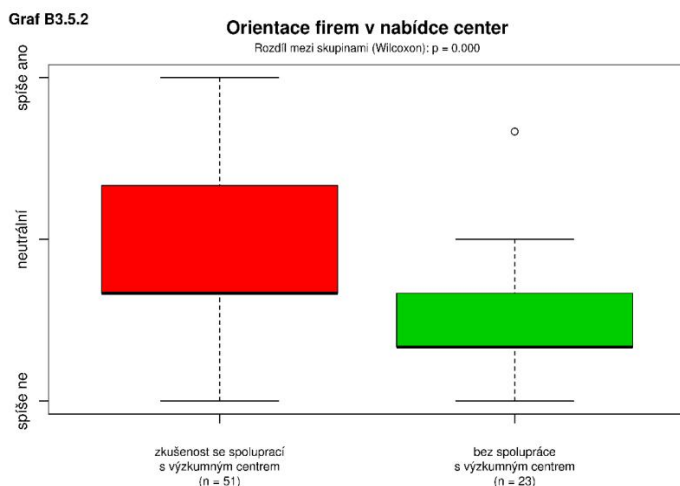 Graf B3.5.2
Orientace firem v nabídce center
Rozdíl mezi skupinami (Wilcoxon): p = 0.000
spíše ano
neutrální
spíše ne
zkušenost se spoluprací
s výzkumným centrem
(n = 51)
bez spolupráce
s výzkumným centrem
(n = 23)